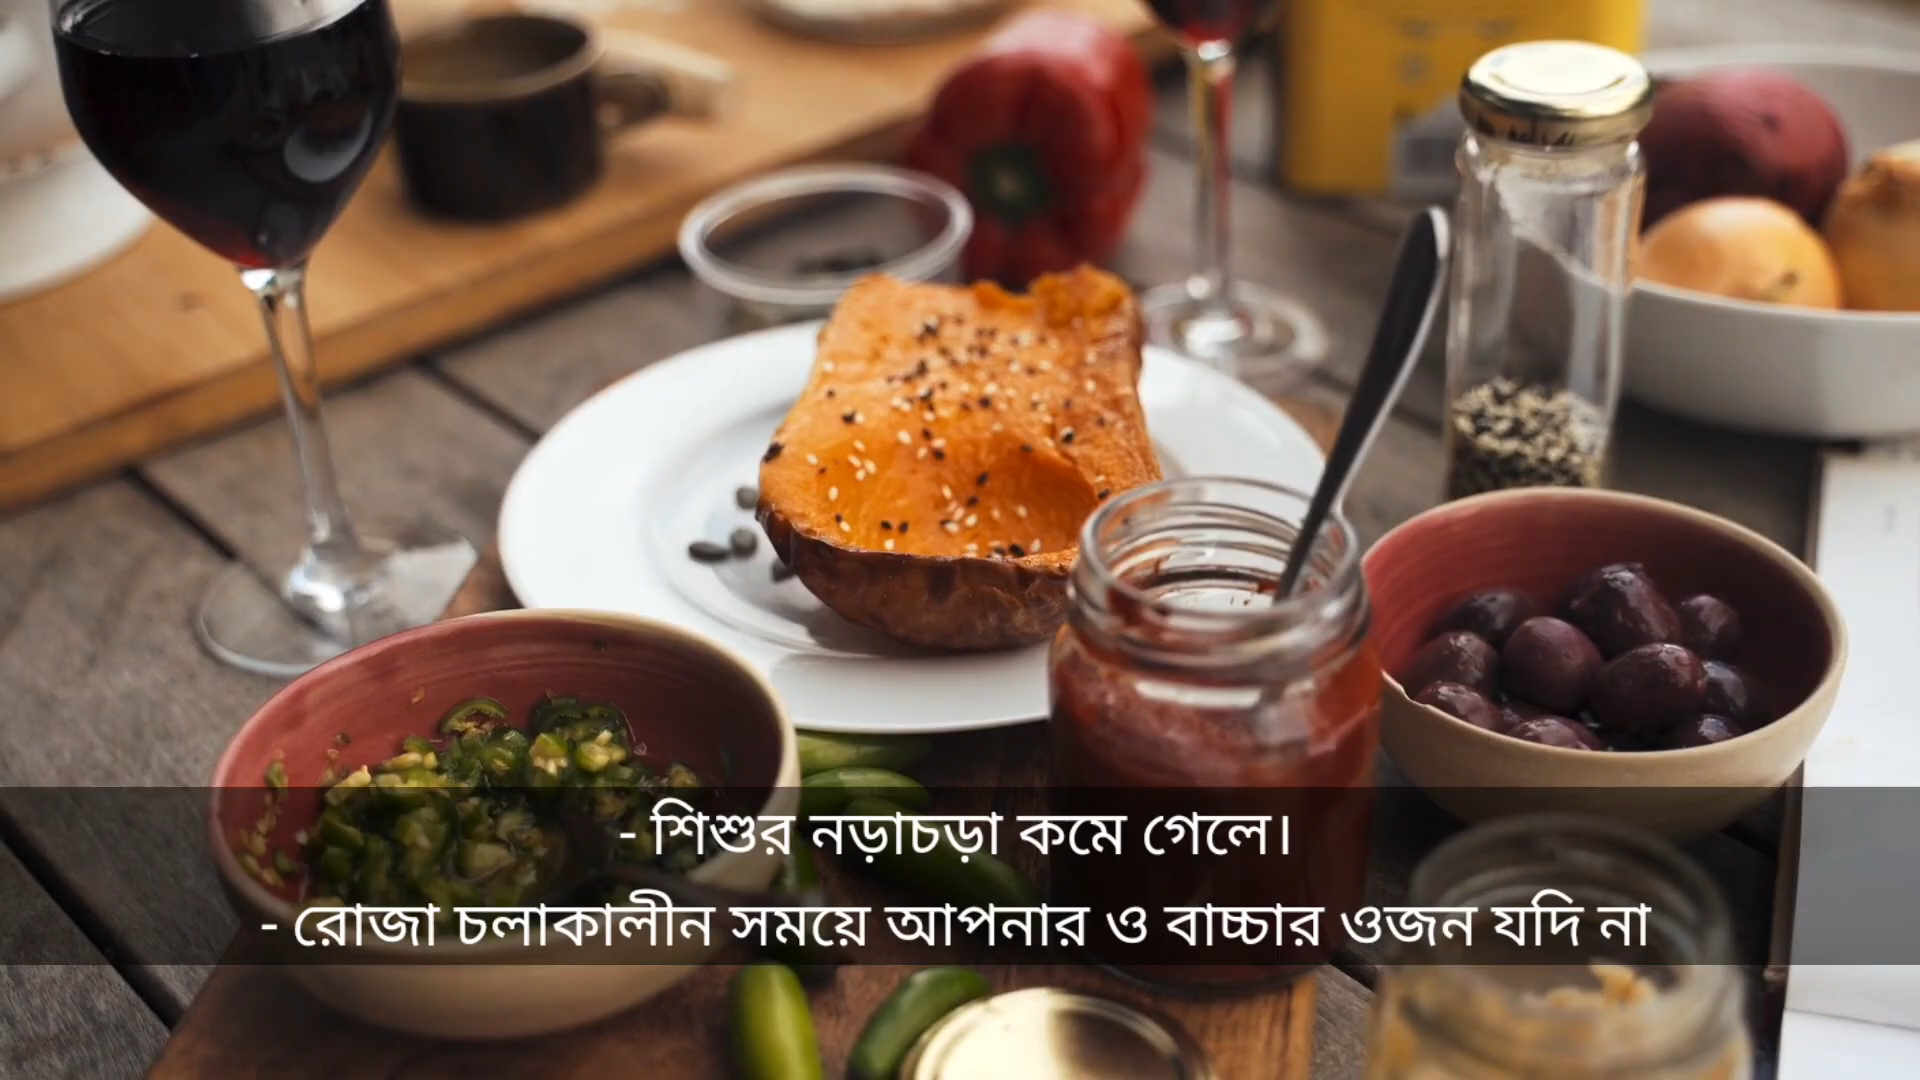 - শিশুর নড়াচড়া কমে গেলে।
- রোজা চলাকালীন সময়ে আপনার ও বাচ্চার ওজন যদি না